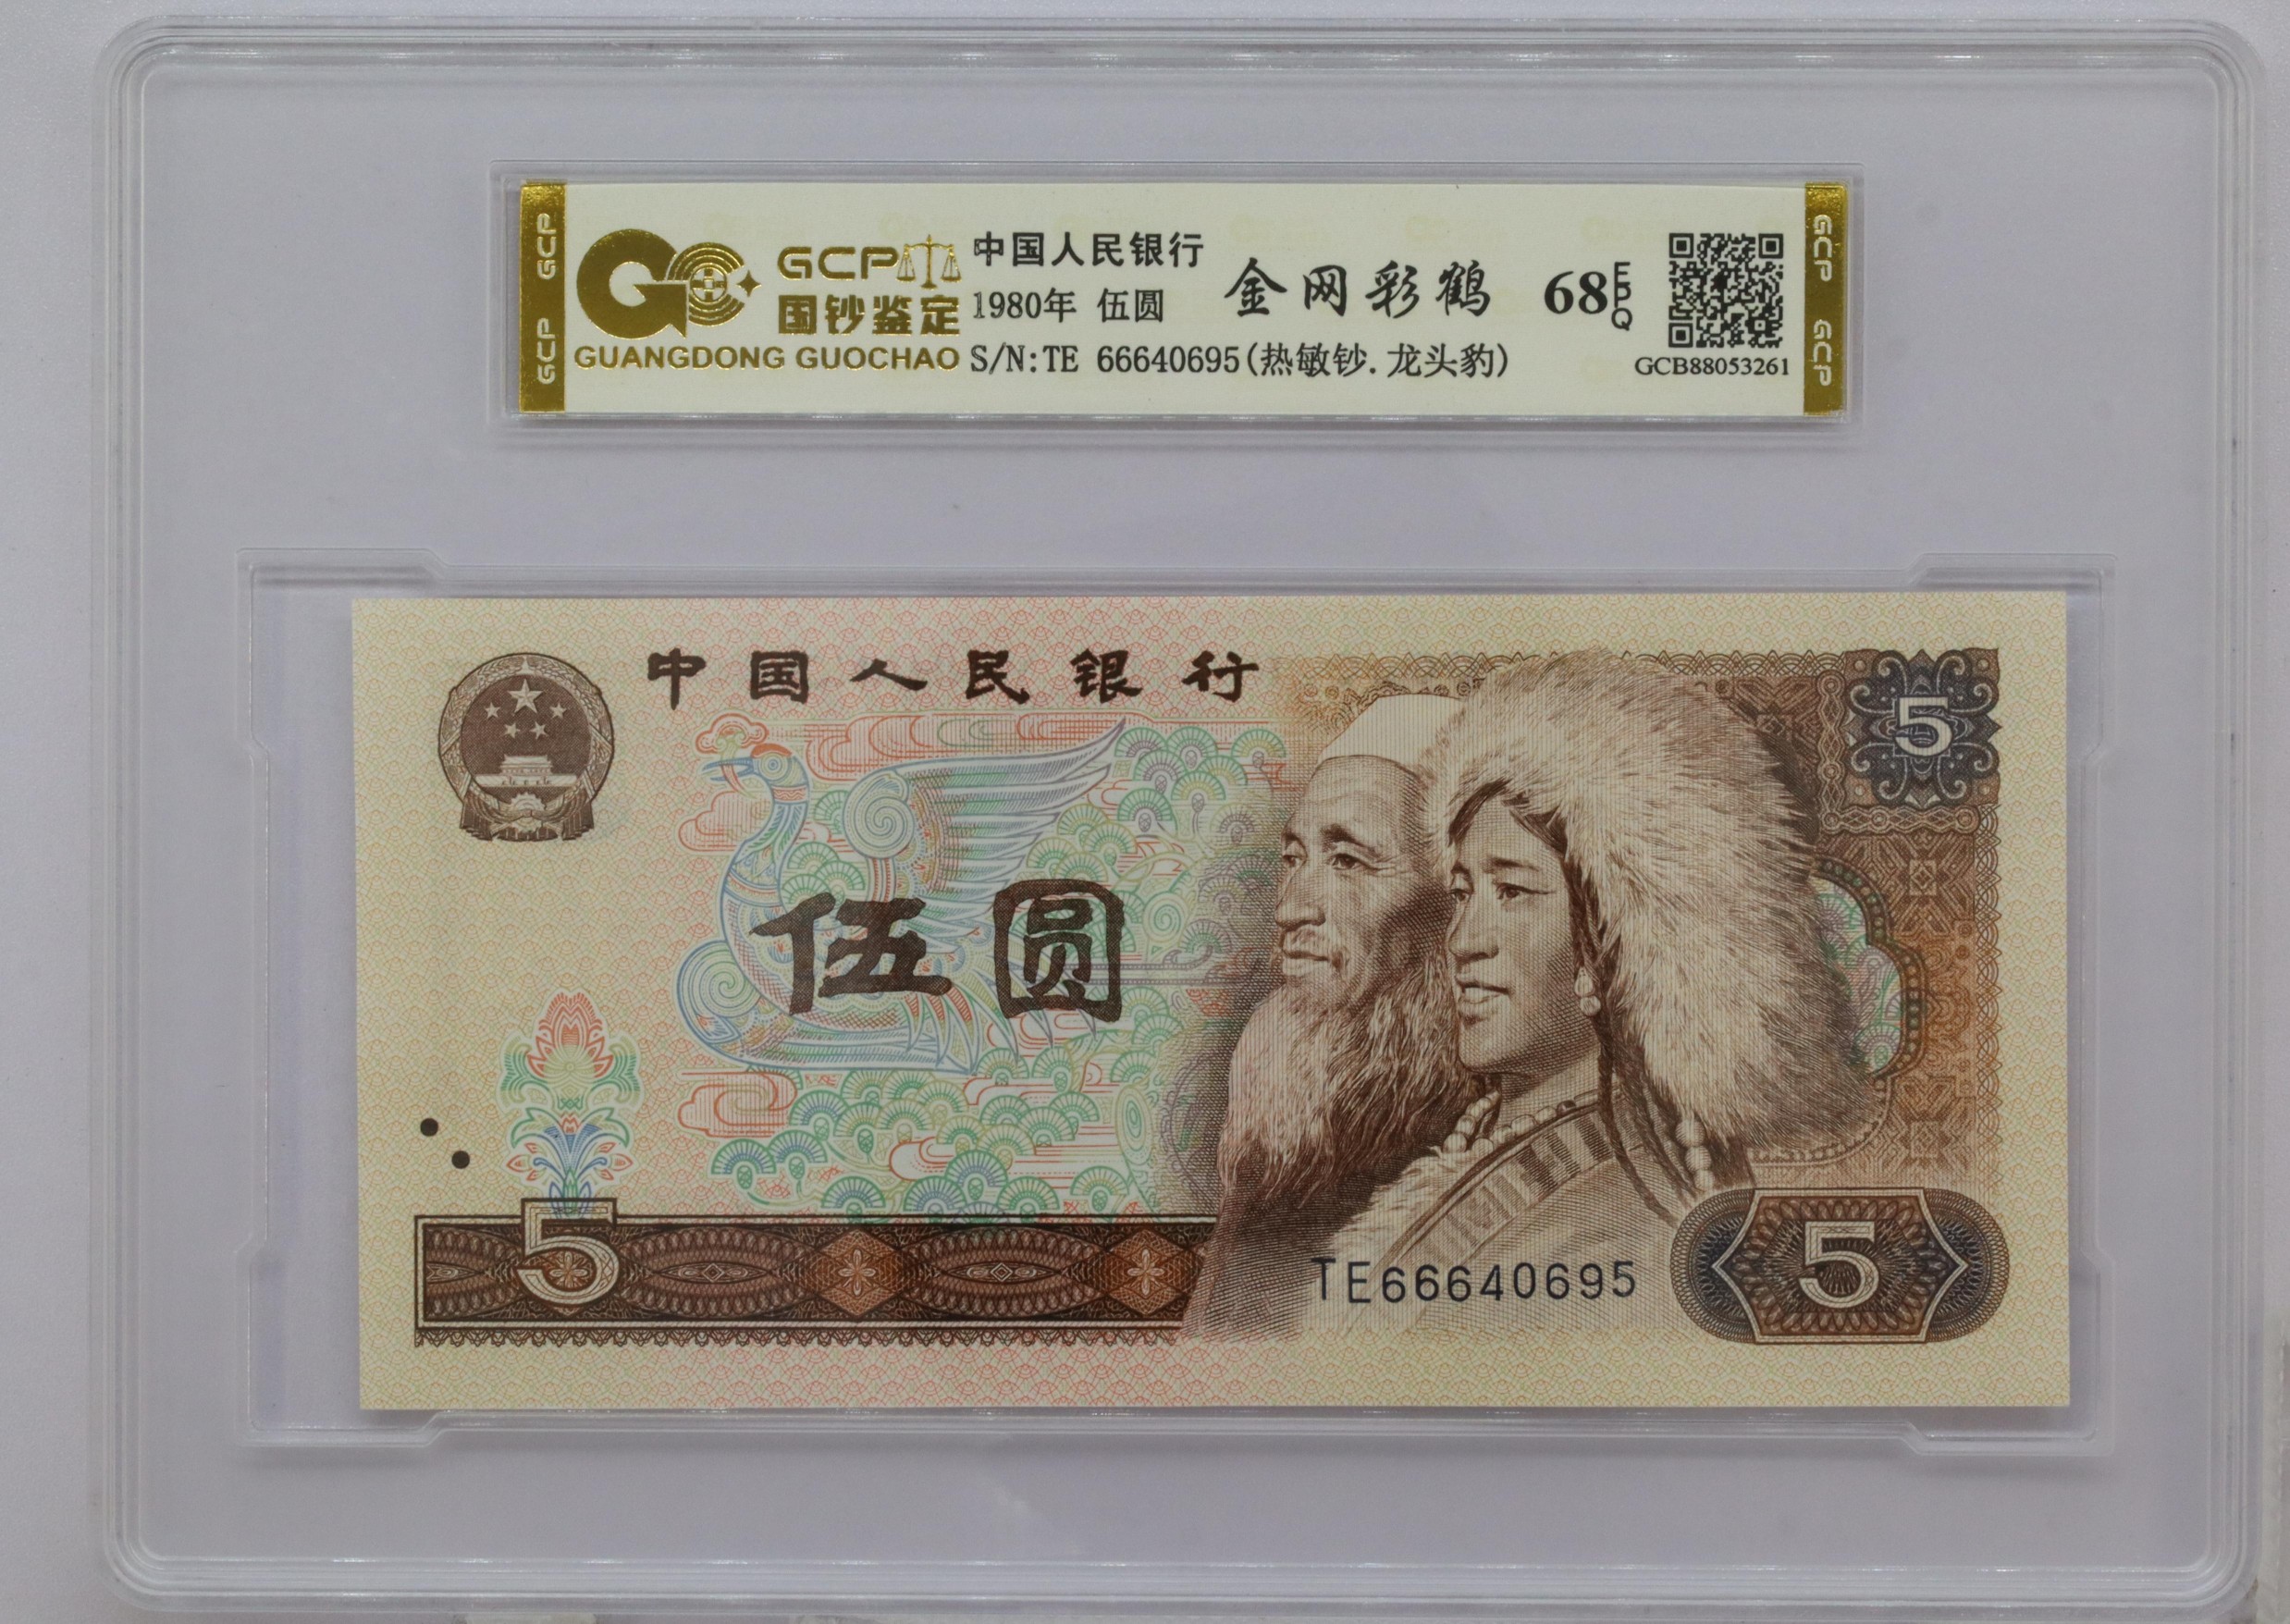 GCP GCP
GCP
国钞鉴定
GUANGDONG GUOCHAO
中国人民银行
1980年 伍圆
S/N:TE 66640695(热敏钞.龙头豹)
金网彩鹤
68 EPQ
GCB88053261
GCP GCP
中国人民银行
5
伍圆
5
TE66640695
5